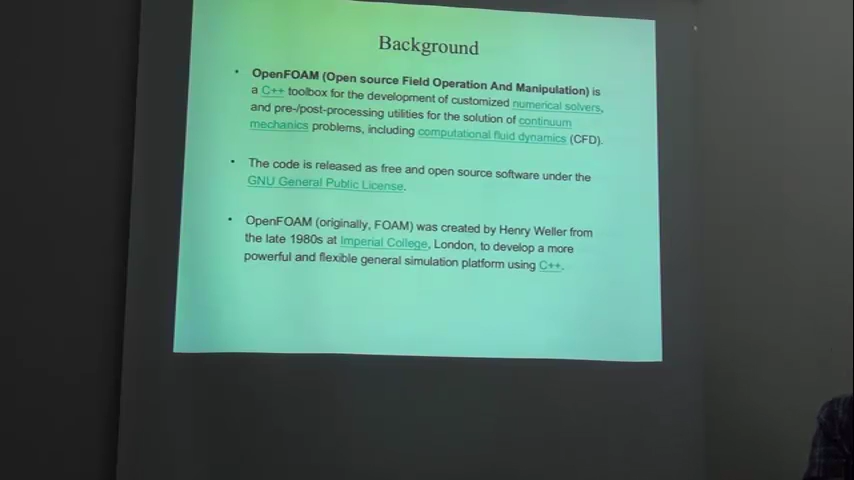 Background
• OpenFOAM (Open source Field Operation And Manipulation) is
a C++ toolbox for the development of customized numerical solvers,
and pre-/post-processing utilities for the solution of continuum
mechanics problems, including computational fluid dynamics (CFD).
• The code is released as free and open source software under the
GNU General Public License.
• OpenFOAM (originally, FOAM) was created by Henry Weller from
the late 1980s at Imperial College, London, to develop a more
powerful and flexible general simulation platform using C++.